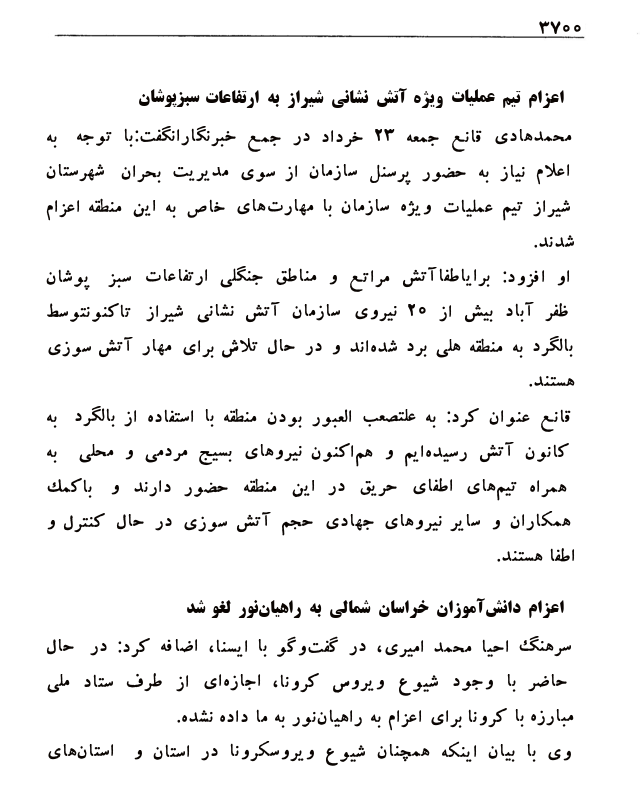 ۳۷۰۰
اعزام تیم عملیات ویژه آتش نشانی شیراز به ارتفاعات سبزپوشان
محمدهادی قانع جمعه ۲۳ خرداد در جمع خبرنگارانگفت:با توجه به
اعلام نیاز به حضور پرسنل سازمان از سوی مدیریت بحران شهرستان
شیراز تیم عملیات ویژه سازمان با مهارت‌های خاص به این منطقه اعزام
شدند.
او افزود: برایاطفاآتش مراتع و مناطق جنگلی ارتفاعات سبز پوشان
ظفر آباد بیش از ۲۰ نیروی سازمان آتش نشانی شیراز تاکنونتوسط
بالگرد به منطقه هلی برد شده‌اند و در حال تلاش برای مهار آتش سوزی
هستند.
قانع عنوان کرد: به علتصعب العبور بودن منطقه با استفاده از بالگرد به
کانون آتش رسیده‌ایم و هم‌اکنون نیروهای بسیج مردمی و محلی به
همراه تیم‌های اطفای حریق در این منطقه حضور دارند و باکمک
همکاران و سایر نیروهای جهادی حجم آتش سوزی در حال کنترل و
اطفا هستند.
اعزام دانش‌آموزان خراسان شمالی به راهیان‌نور لغو شد
سرهنگ احیا محمد امیری، در گفت‌وگو با ایسنا، اضافه کرد: در حال
حاضر با وجود شیوع ویروس کرونا، اجازه‌ای از طرف ستاد ملی
مبارزه با کرونا برای اعزام به راهیان‌نور به ما داده نشده.
وی با بیان اینکه همچنان شیوع ویروسکرونا در استان و استان‌های